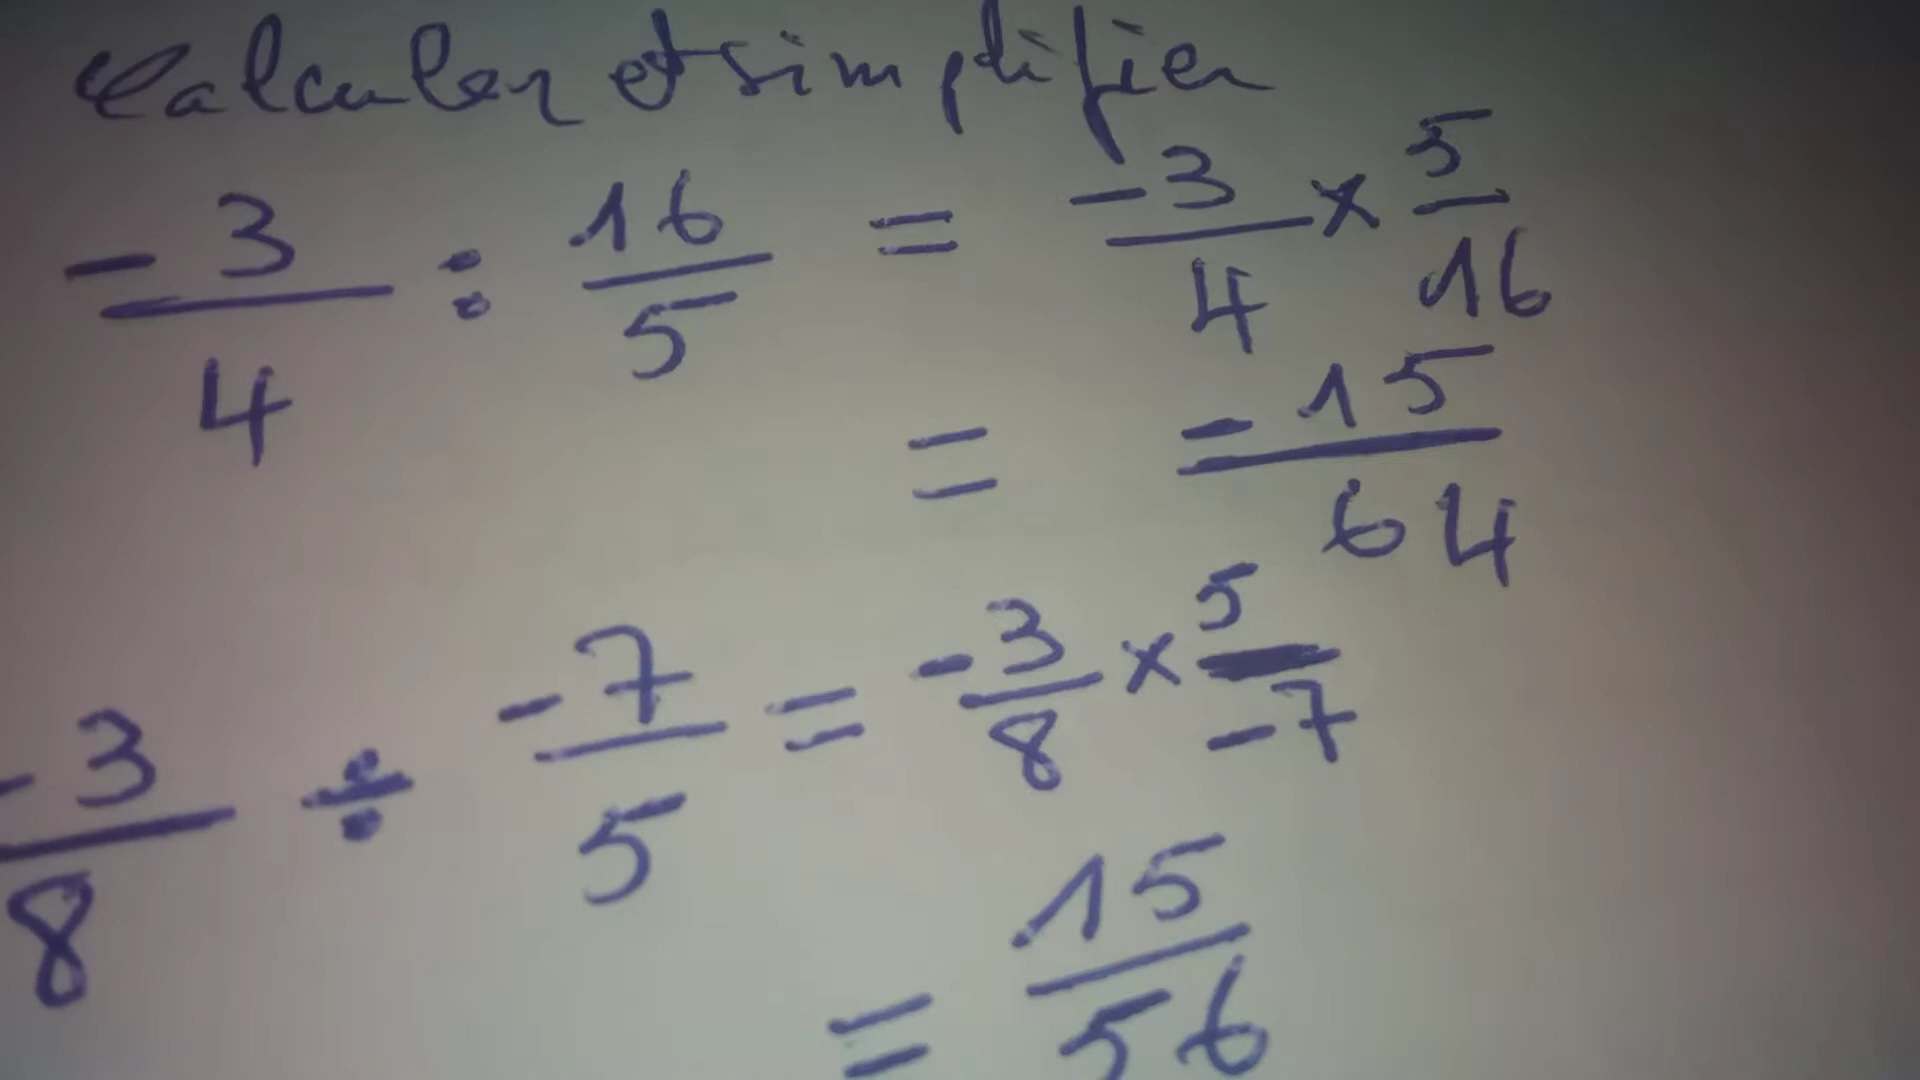 Calculer et simplifier
-3/4 : 16/5 = -3/4 × 5/16
= -15/64
-3/8 ÷ -7/5 = -3/8 × 5/-7
= 15/56